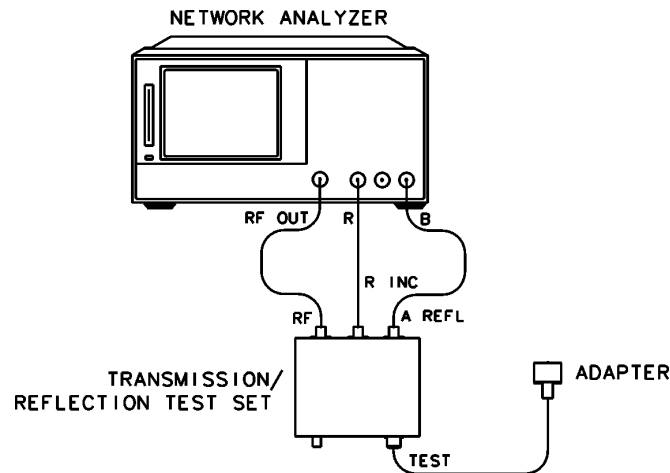 NETWORK ANALYZER
RF OUT
R
B
R INC
RF
A REFL
TRANSMISSION/
REFLECTION TEST SET
ADAPTER
TEST